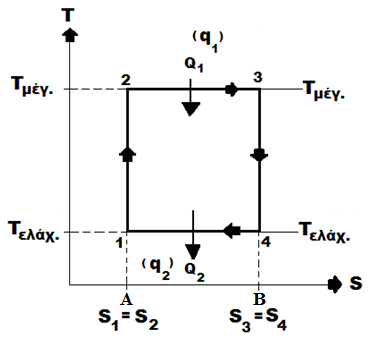 T
(q1)
Q1
2
3
Tμέγ.
Tμέγ.
Tελάχ.
Tελάχ.
1
4
(q2)
Q2
S
A
B
S1 = S2
S3 = S4